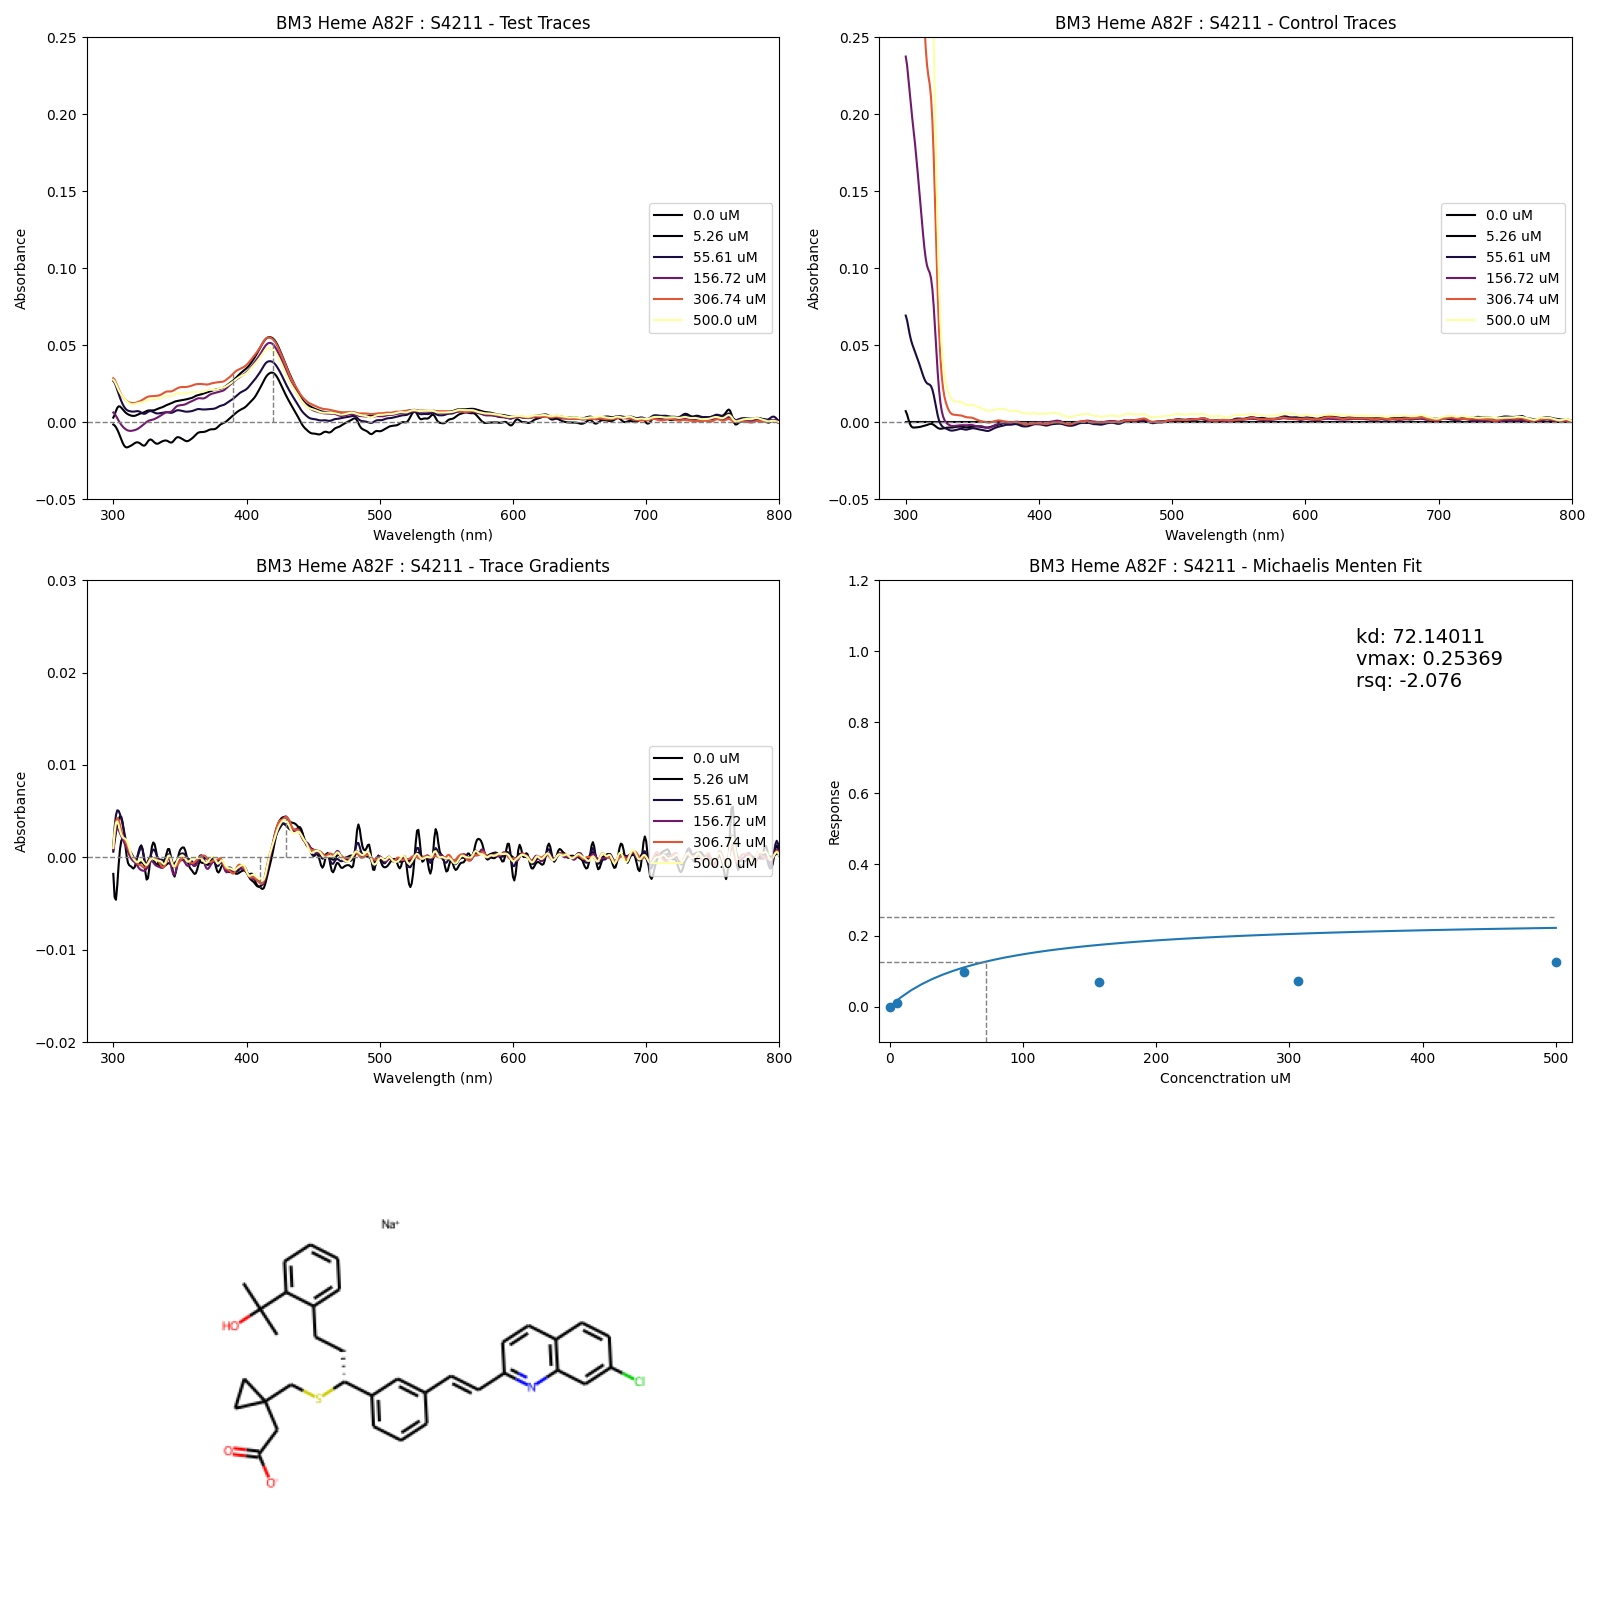 BM3 Heme A82F : S4211 - Test Traces
0.25
0.20
0.15
0.10
0.05
0.00
−0.05
Absorbance
300 400 500 600 700 800
Wavelength (nm)
0.0 uM
5.26 uM
55.61 uM
156.72 uM
306.74 uM
500.0 uM
BM3 Heme A82F : S4211 - Control Traces
0.25
0.20
0.15
0.10
0.05
0.00
−0.05
Absorbance
300 400 500 600 700 800
Wavelength (nm)
0.0 uM
5.26 uM
55.61 uM
156.72 uM
306.74 uM
500.0 uM
BM3 Heme A82F : S4211 - Trace Gradients
0.03
0.02
0.01
0.00
−0.01
−0.02
Absorbance
300 400 500 600 700 800
Wavelength (nm)
0.0 uM
5.26 uM
55.61 uM
156.72 uM
306.74 uM
500.0 uM
BM3 Heme A82F : S4211 - Michaelis Menten Fit
1.2
1.0
0.8
0.6
0.4
0.2
0.0
Response
0 100 200 300 400 500
Concenctration uM
kd: 72.14011
vmax: 0.25369
rsq: -2.076
Na⁺
HO
S
N
Cl
O
O⁻